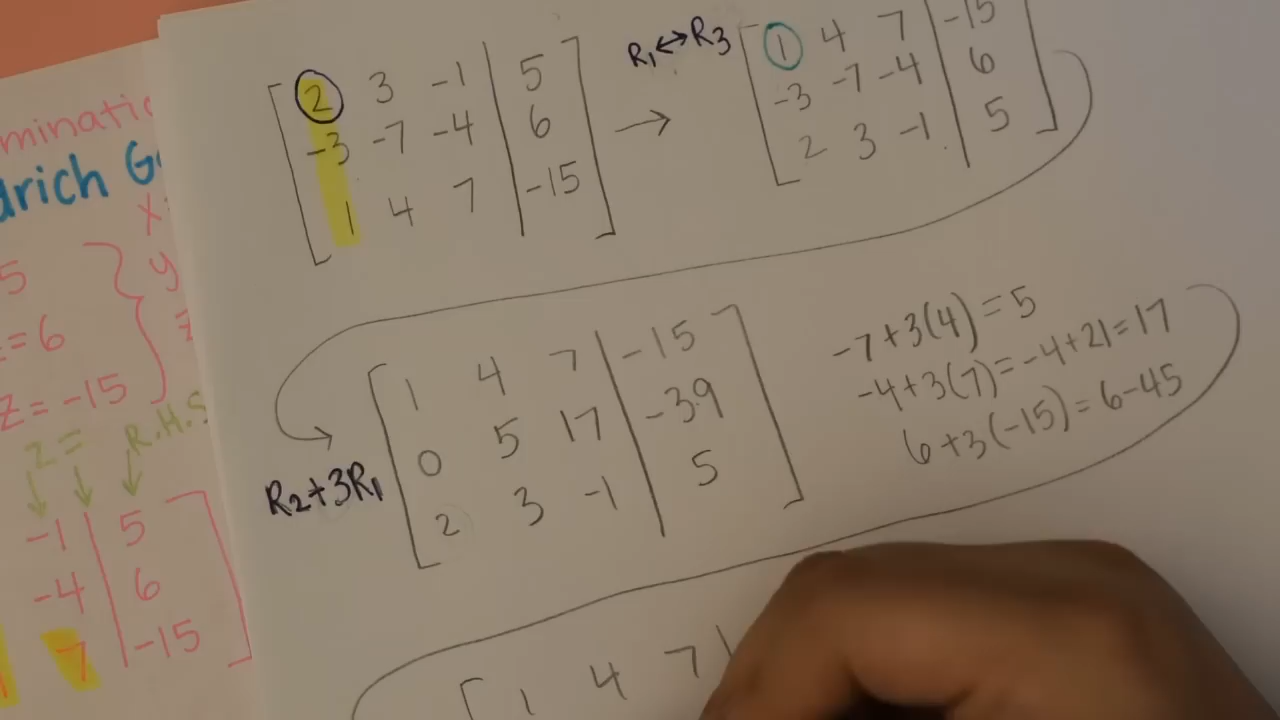 minatic
drich G
x
5
y
z
= 6
z = -15
z = R.H.S
-1 5
-4 6
7 -15
2 3 -1 5
-3 -7 -4 6
1 4 7 -15
R1↔R3
→
1 4 7 -15
-3 -7 -4 6
2 3 -1 5
R2+3R1
1 4 7 -15
0 5 17 -39
2 3 -1 5
-7+3(4)=5
-4+3(7)=-4+21=17
6+3(-15)=6-45
1 4 7